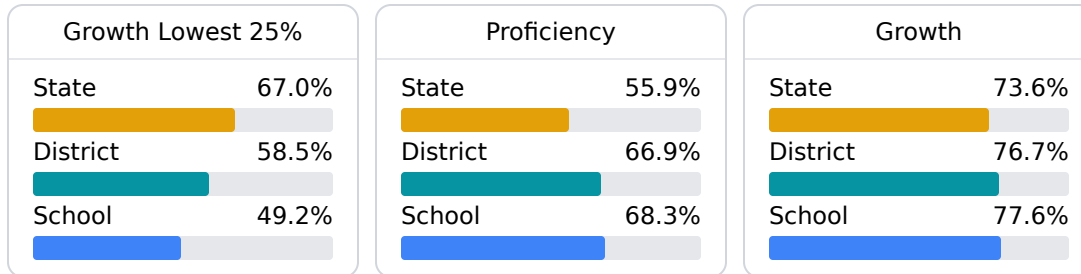 Growth Lowest 25%
State 67.0%
District 58.5%
School 49.2%
Proficiency
State 55.9%
District 66.9%
School 68.3%
Growth
State 73.6%
District 76.7%
School 77.6%